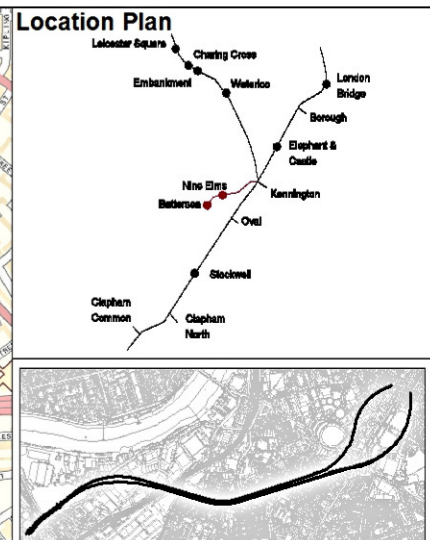 Location Plan
Leicester Square
Charing Cross
Embankment
Waterloo
London
Bridge
Borough
Elephant &
Castle
Nine Elms
Battersea
Kennington
Oval
Stockwell
Clapham
Common
Clapham
North